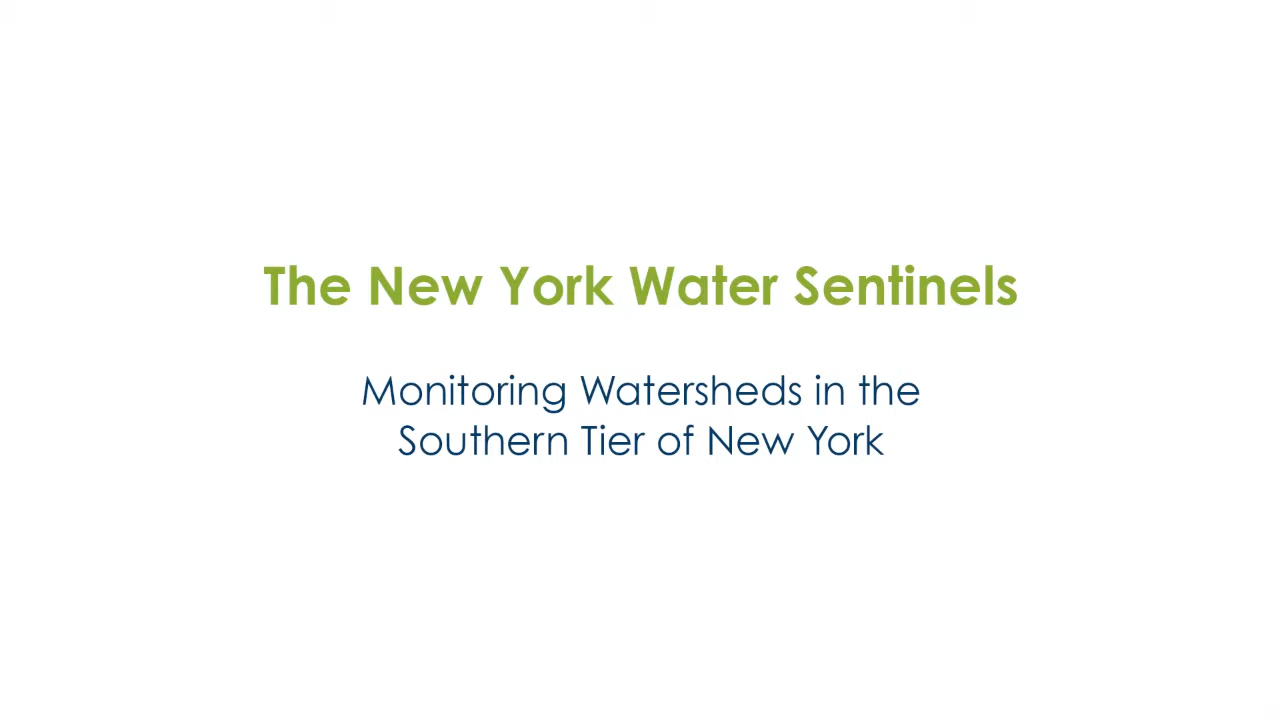 The New York Water Sentinels
Monitoring Watersheds in the
Southern Tier of New York